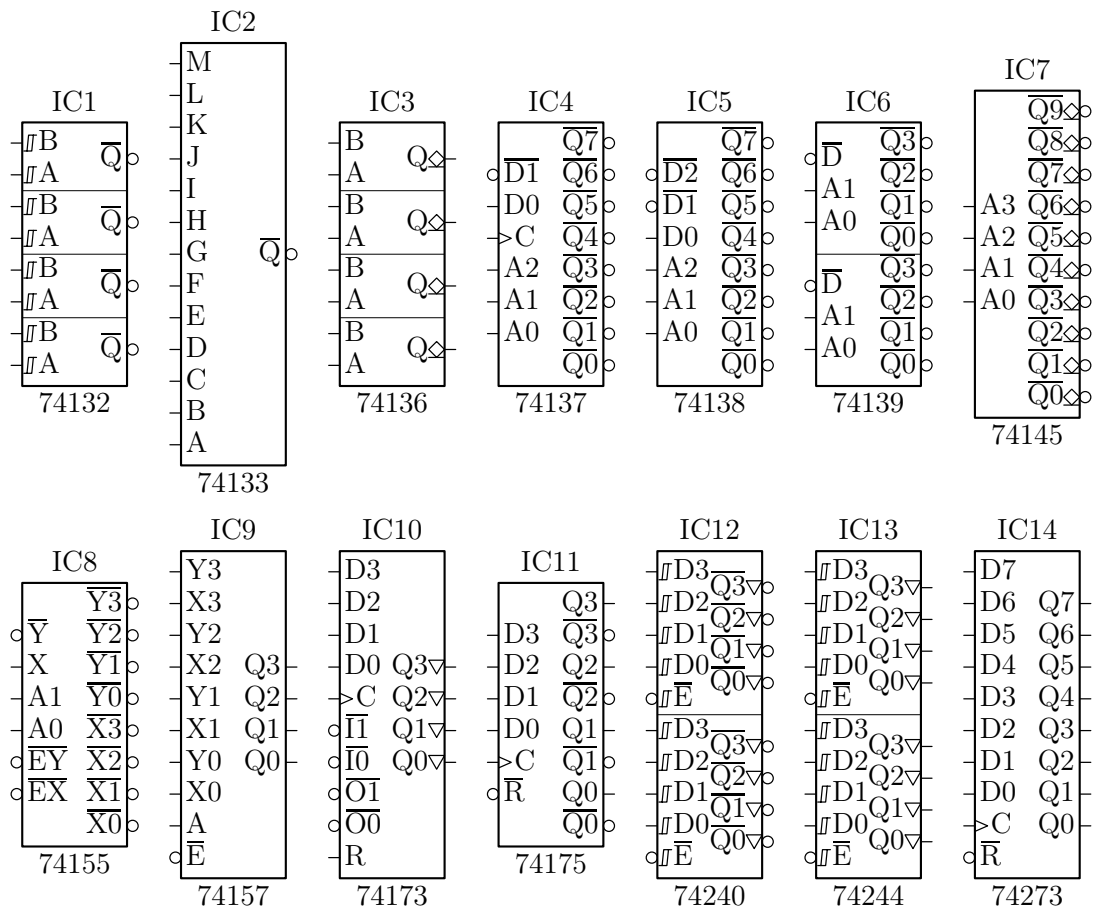 IC1
B
A
Q
B
A
Q
B
A
Q
B
A
Q
74132
IC2
M
L
K
J
I
H
G
F
E
D
C
B
A
Q
74133
IC3
B
A
Q
B
A
Q
B
A
Q
B
A
Q
74136
IC4
D1
D0
C
A2
A1
A0
Q7
Q6
Q5
Q4
Q3
Q2
Q1
Q0
74137
IC5
D2
D1
D0
A2
A1
A0
Q7
Q6
Q5
Q4
Q3
Q2
Q1
Q0
74138
IC6
D
A1
A0
Q3
Q2
Q1
Q0
D
A1
A0
Q3
Q2
Q1
Q0
74139
IC7
A3
A2
A1
A0
Q9
Q8
Q7
Q6
Q5
Q4
Q3
Q2
Q1
Q0
74145
IC8
Y
X
A1
A0
EY
EX
Y3
Y2
Y1
Y0
X3
X2
X1
X0
74155
IC9
Y3
X3
Y2
X2
Y1
X1
Y0
X0
A
E
Q3
Q2
Q1
Q0
74157
IC10
D3
D2
D1
D0
C
I1
I0
O1
O0
R
Q3
Q2
Q1
Q0
74173
IC11
D3
D2
D1
D0
C
R
Q3
Q3
Q2
Q2
Q1
Q1
Q0
Q0
74175
IC12
D3
D2
D1
D0
E
Q3
Q2
Q1
Q0
D3
D2
D1
D0
E
Q3
Q2
Q1
Q0
74240
IC13
D3
D2
D1
D0
E
Q3
Q2
Q1
Q0
D3
D2
D1
D0
E
Q3
Q2
Q1
Q0
74244
IC14
D7
D6
D5
D4
D3
D2
D1
D0
C
R
Q7
Q6
Q5
Q4
Q3
Q2
Q1
Q0
74273